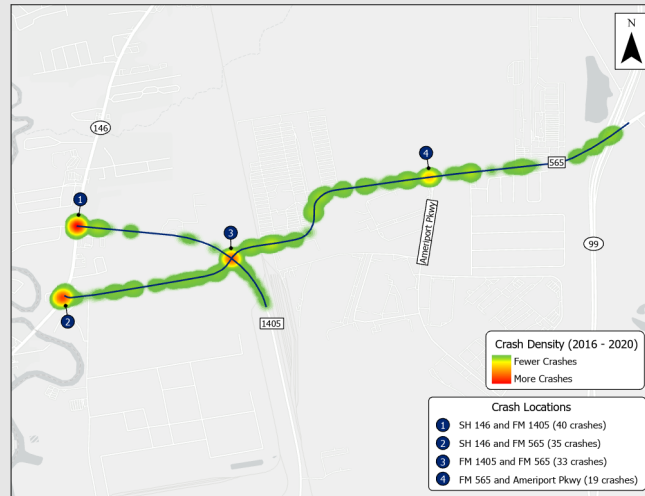 N
146
1
4
565
3
Ameriport Pkwy
99
2
1405
Crash Density (2016 - 2020)
Fewer Crashes
More Crashes
Crash Locations
1 SH 146 and FM 1405 (40 crashes)
2 SH 146 and FM 565 (35 crashes)
3 FM 1405 and FM 565 (33 crashes)
4 FM 565 and Ameriport Pkwy (19 crashes)